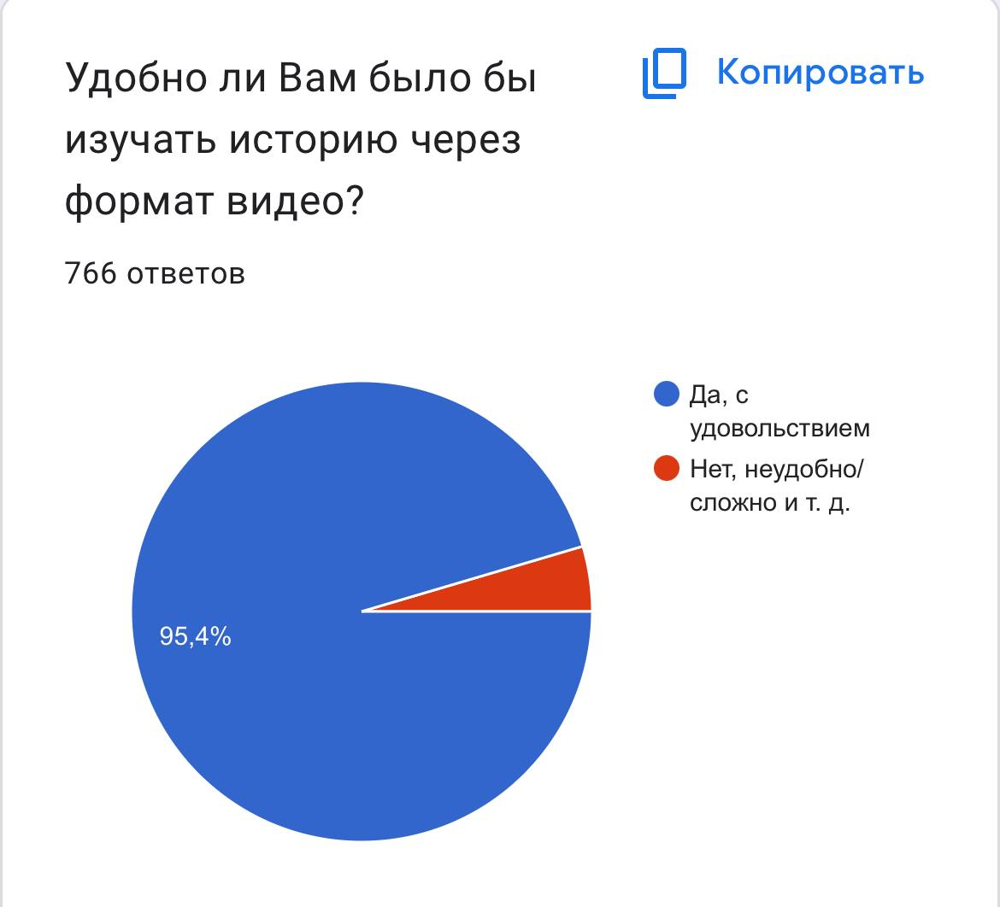 Удобно ли Вам было бы
изучать историю через
формат видео?
Копировать
766 ответов
Да, с
удовольствием
Нет, неудобно/
сложно и т. д.
95,4%